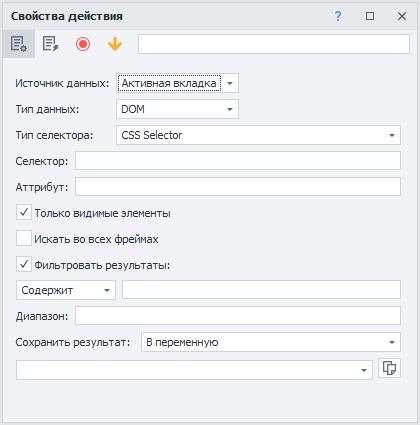 Свойства действия
Источник данных: Активная вкладка
Тип данных: DOM
Тип селектора: CSS Selector
Селектор:
Аттрибут:
Только видимые элементы
Искать во всех фреймах
Фильтровать результаты:
Содержит
Диапазон:
Сохранить результат: В переменную